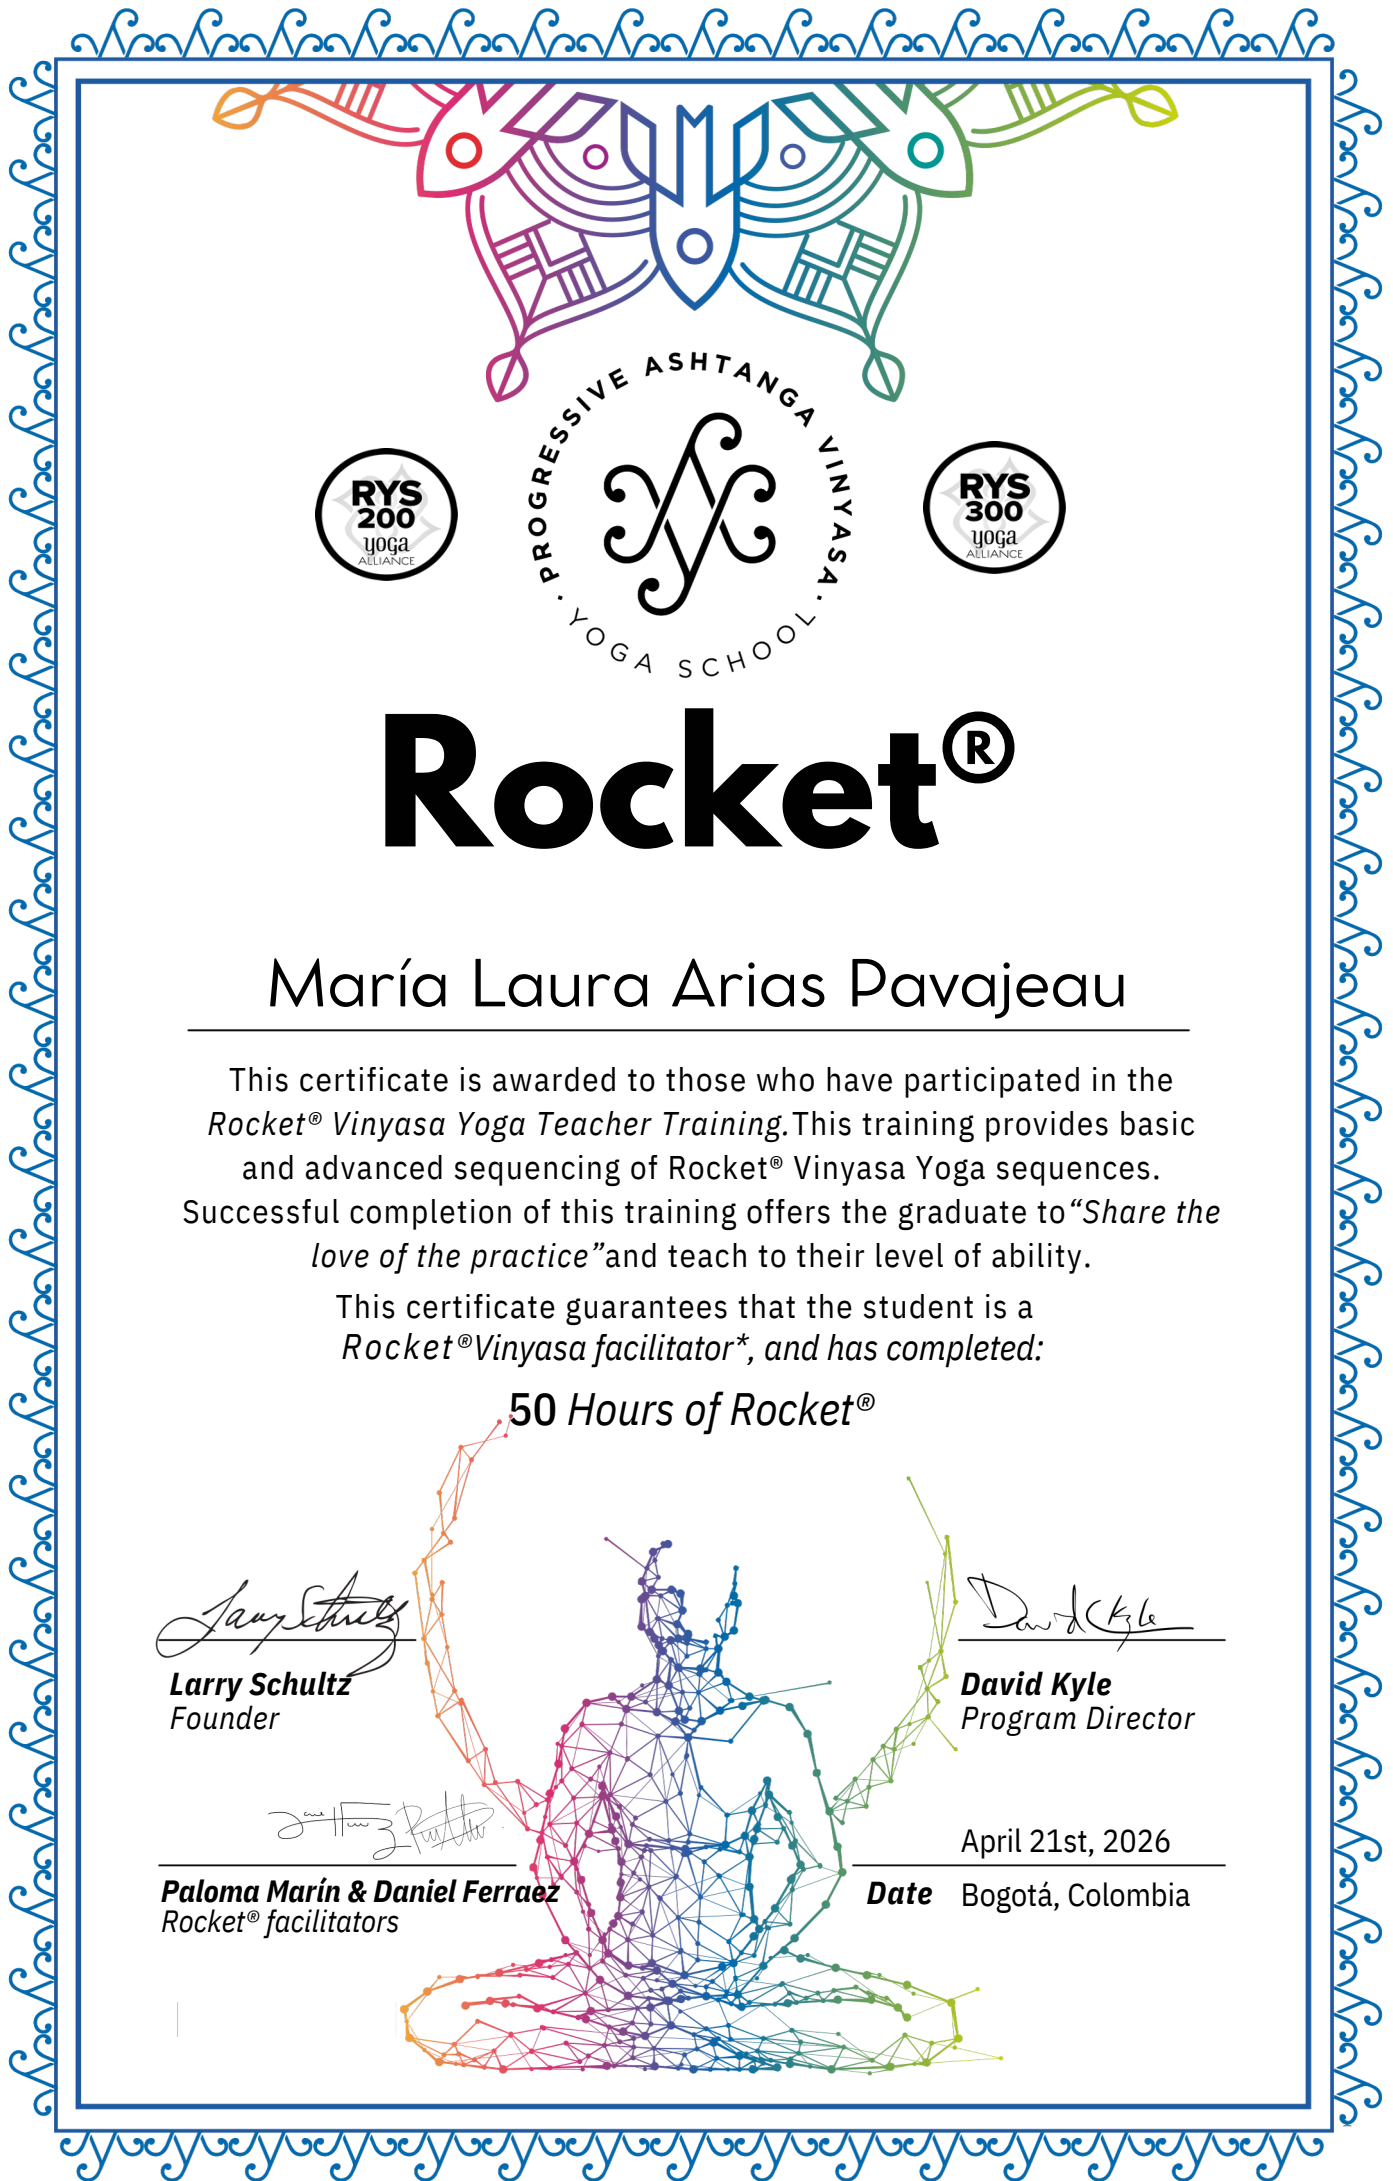 PROGRESSIVE ASHTANGA VINYASA
· YOGA SCHOOL ·
RYS
200
yoga
ALLIANCE
RYS
300
yoga
ALLIANCE
Rocket®
María Laura Arias Pavajeau
This certificate is awarded to those who have participated in the
Rocket® Vinyasa Yoga Teacher Training. This training provides basic
and advanced sequencing of Rocket® Vinyasa Yoga sequences.
Successful completion of this training offers the graduate to “Share the
love of the practice” and teach to their level of ability.
This certificate guarantees that the student is a
Rocket® Vinyasa facilitator*, and has completed:
50 Hours of Rocket®
Larry Schultz
Larry Schultz
Founder
David Kyle
David Kyle
Program Director
Paloma Marín & Daniel Ferraez
Rocket® facilitators
April 21st, 2026
Date Bogotá, Colombia